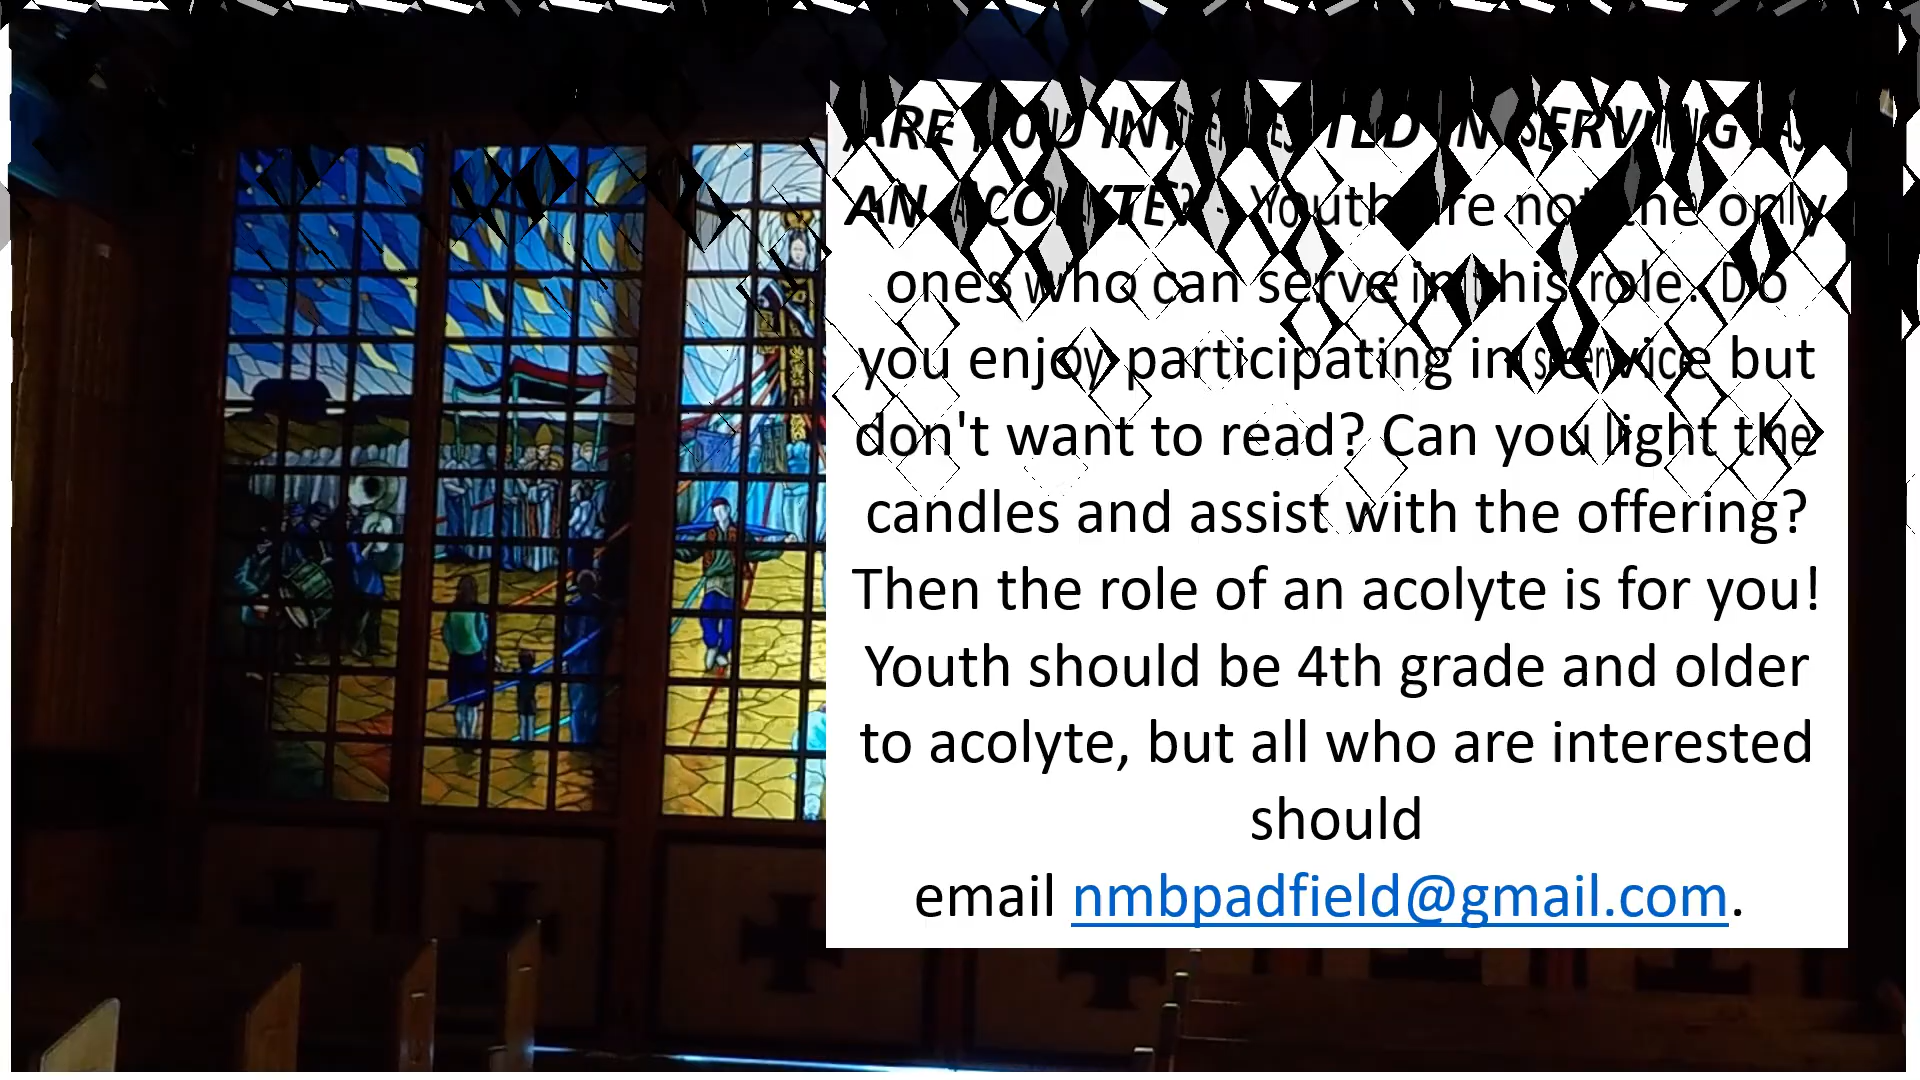 ARE YOU INTERESTED IN SERVING AS
AN ACOLYTE? - Youth are not the only
ones who can serve in this role. Do
you enjoy participating in service but
don't want to read? Can you light the
candles and assist with the offering?
Then the role of an acolyte is for you!
Youth should be 4th grade and older
to acolyte, but all who are interested
should
email nmbpadfield@gmail.com.